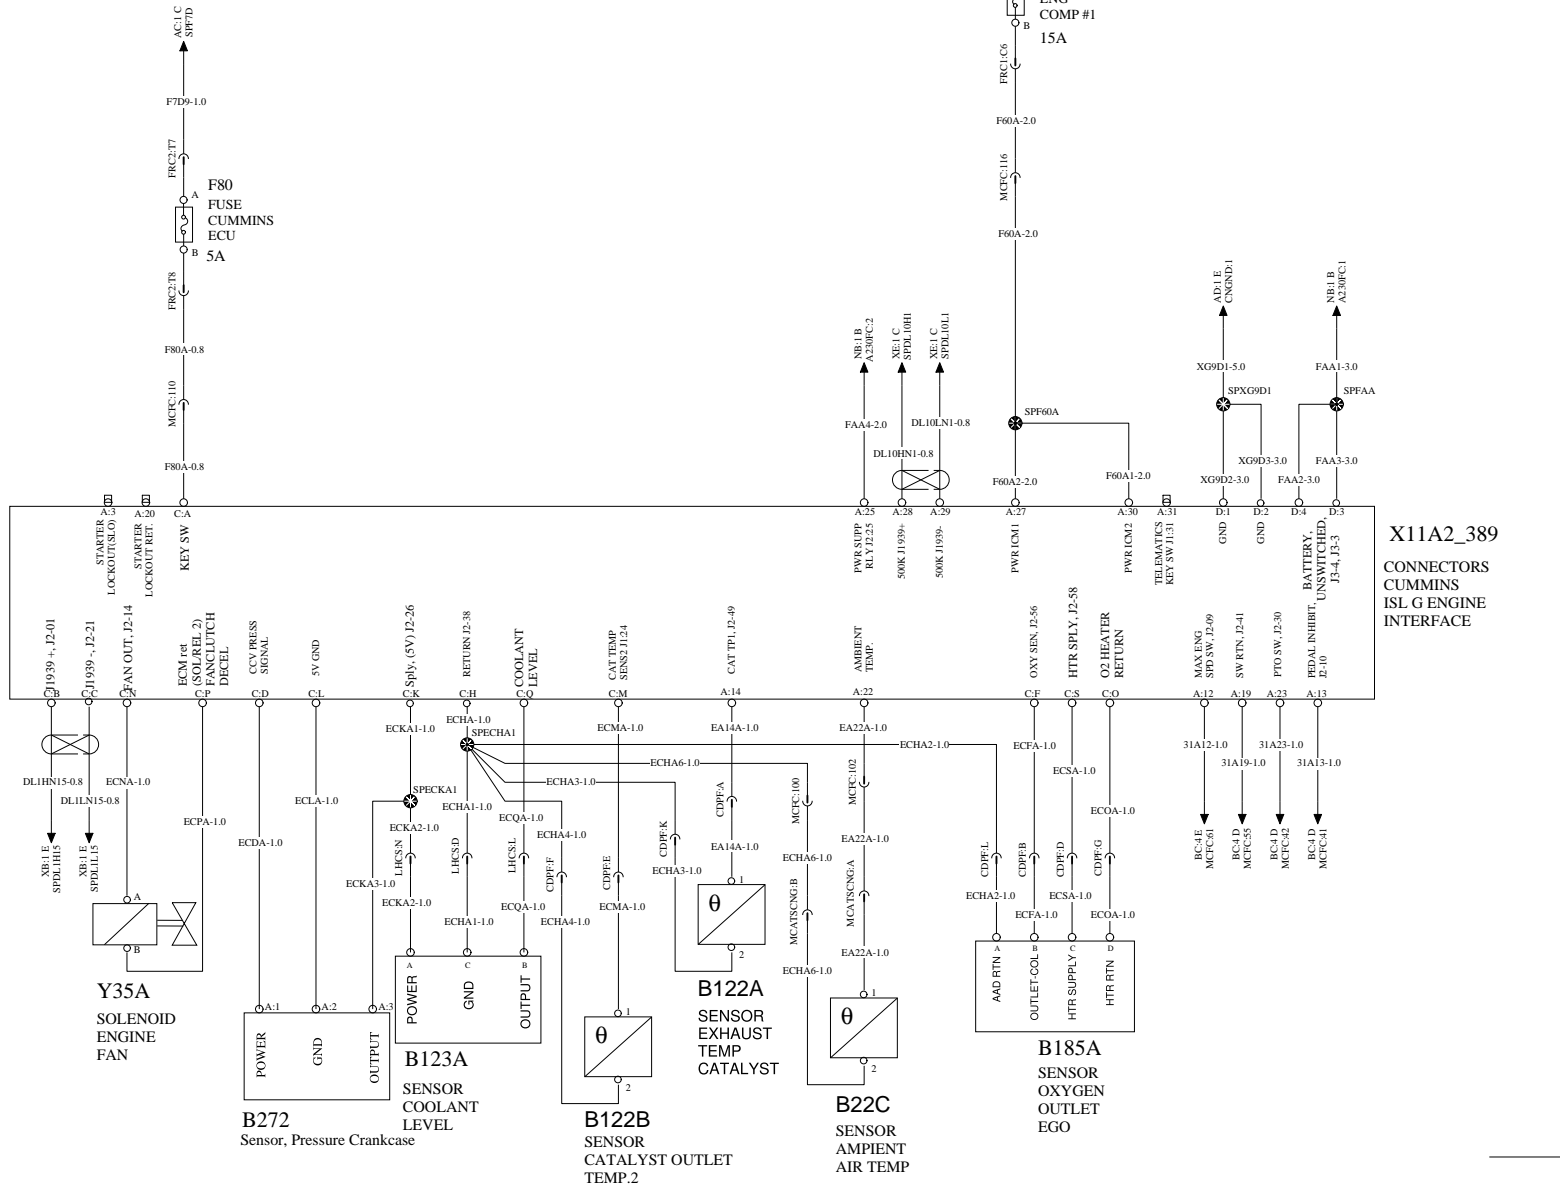 AC:1 C
SPF7D
F7D9-1.0
FRC2:T7
A
F80
FUSE
CUMMINS
ECU
B
5A
FRC2:T8
F80A-0.8
MCFC:110
F80A-0.8
COMP #1
B
15A
FRC1:C6
F60A-2.0
MCFC:116
F60A-2.0
SPF60A
F60A2-2.0
F60A1-2.0
NB:1 B
A230FC:2
XE:1 C
SPDL10H1
XE:1 C
SPDL10L1
FAA4-2.0
DL10LN1-0.8
DL10HN1-0.8
AD:1 E
CNGND:1
NB:1 B
A230FC:1
XG9D1-5.0
FAA1-3.0
SPXG9D1
SPFAA
XG9D3-3.0
FAA3-3.0
XG9D2-3.0
FAA2-3.0
A:3
A:20
C:A
A:25
A:28
A:29
A:27
A:30
A:31
D:1
D:2
D:4
D:3
STARTER
LOCKOUT(SLO)
STARTER
LOCKOUT RET.
KEY SW
PWR SUPP
RLY J2:25
500K J1939+
500K J1939-
PWR ICM1
PWR ICM2
TELEMATICS
KEY SW J1:31
GND
GND
BATTERY,
UNSWITCHED,
J3-4, J3-3
X11A2_389
CONNECTORS
CUMMINS
ISL G ENGINE
INTERFACE
J1939 +, J2-01
J1939 -, J2-21
FAN OUT, J2-14
ECM ret
(SOL/REL 2)
FANCLUTCH
DECEL
CCV PRESS
SIGNAL
5V GND
Sply, (5V) J2-26
RETURN J2-38
COOLANT
LEVEL
CAT TEMP
SENS2 J1:24
CAT TP1, J2-49
AMBIENT
TEMP.
OXY SEN, J2-56
HTR SPLY, J2-58
O2 HEATER
RETURN
MAX ENG
SPD SW, J2-09
SW RTN, J2-41
PTO SW, J2-30
PEDAL INHIBIT,
J2-10
C:B
C:C
C:N
C:P
C:D
C:L
C:K
C:H
C:Q
C:M
A:14
A:22
C:F
C:S
C:O
A:12
A:19
A:23
A:13
DL1HN15-0.8
DL1LN15-0.8
XB:1 E
SPDL1H15
XB:1 E
SPDL1L15
ECNA-1.0
ECPA-1.0
A
B
Y35A
SOLENOID
ENGINE
FAN
ECDA-1.0
ECLA-1.0
ECKA1-1.0
SPECKA1
ECKA2-1.0
LHCS:N
ECKA3-1.0
ECKA2-1.0
A:1
A:2
A:3
POWER
GND
OUTPUT
B272
Sensor, Pressure Crankcase
ECHA-1.0
SPECHA1
ECHA1-1.0
LHCS:D
ECHA1-1.0
ECQA-1.0
LHCS:L
ECQA-1.0
A
C
B
POWER
GND
OUTPUT
B123A
SENSOR
COOLANT
LEVEL
ECHA4-1.0
CDPF:F
ECHA4-1.0
ECMA-1.0
CDPF:E
ECMA-1.0
1
θ
2
B122B
SENSOR
CATALYST OUTLET
TEMP.2
ECHA3-1.0
CDPF:K
ECHA3-1.0
EA14A-1.0
CDPF:A
EA14A-1.0
1
θ
2
B122A
SENSOR
EXHAUST
TEMP
CATALYST
ECHA6-1.0
MCFC:100
ECHA6-1.0
MCATSCNG:B
ECHA6-1.0
EA22A-1.0
MCFC:102
EA22A-1.0
MCATSCNG:A
EA22A-1.0
1
θ
2
B22C
SENSOR
AMPIENT
AIR TEMP
ECHA2-1.0
CDPF:L
ECHA2-1.0
ECFA-1.0
CDPF:B
ECFA-1.0
ECSA-1.0
CDPF:D
ECSA-1.0
ECOA-1.0
CDPF:G
ECOA-1.0
A
B
C
D
AAD RTN
OUTLET-COL
HTR SUPPLY
HTR RTN
B185A
SENSOR
OXYGEN
OUTLET
EGO
31A12-1.0
31A19-1.0
31A23-1.0
31A13-1.0
BC:4 E
MCFC:61
BC:4 D
MCFC:55
BC:4 D
MCFC:42
BC:4 D
MCFC:41